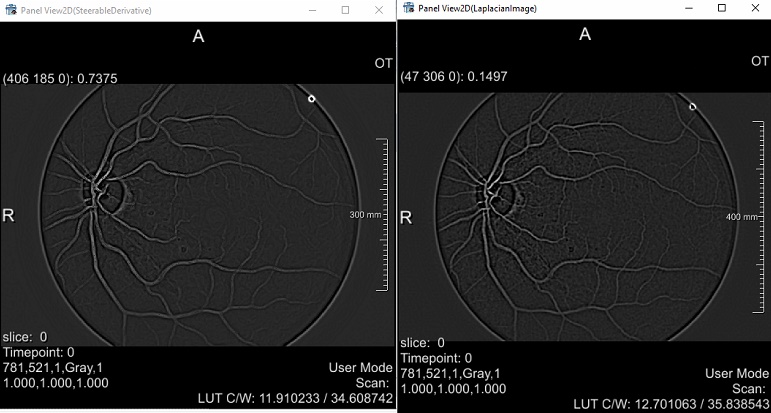 Panel View2D(SteerableDerivative)
A
OT
(406 185 0): 0.7375
R
300 mm
slice: 0
Timepoint: 0
781,521,1,Gray,1
User Mode
1.000,1.000,1.000
Scan:
LUT C/W: 11.910233 / 34.608742
Panel View2D(LaplacianImage)
A
OT
(47 306 0): 0.1497
R
400 mm
slice: 0
Timepoint: 0
781,521,1,Gray,1
User Mode
1.000,1.000,1.000
Scan:
LUT C/W: 12.701063 / 35.838543